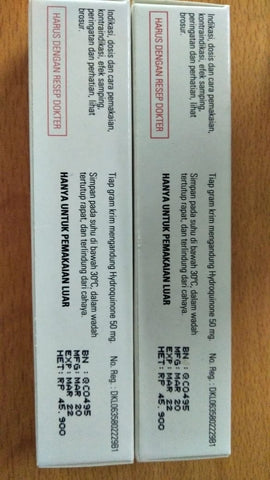 Indikasi, dosis dan cara pemakaian,
kontraindikasi, efek samping,
peringatan dan perhatian, lihat
brosur.
HARUS DENGAN RESEP DOKTER
Tiap gram krim mengandung Hydroquinone 50 mg.
Simpan pada suhu di bawah 30°C, dalam wadah
tertutup rapat, dan terlindung dari cahaya.
HANYA UNTUK PEMAKAIAN LUAR
No. Reg.: DKL0635802229B1
BN : QC0495
MFG: MAR 20
EXP: MAR 22
HET: RP 45.900
Indikasi, dosis dan cara pemakaian,
kontraindikasi, efek samping,
peringatan dan perhatian, lihat
brosur.
HARUS DENGAN RESEP DOKTER
Tiap gram krim mengandung Hydroquinone 50 mg.
Simpan pada suhu di bawah 30°C, dalam wadah
tertutup rapat, dan terlindung dari cahaya.
HANYA UNTUK PEMAKAIAN LUAR
No. Reg.: DKL0635802229B1
BN : QC0495
MFG: MAR 20
EXP: MAR 22
HET: RP 45.900